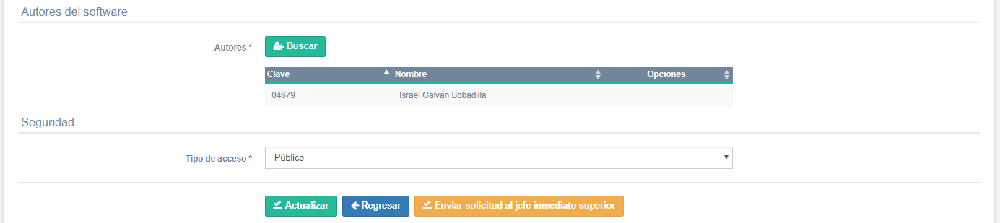 Autores del software
Autores * Buscar
Clave Nombre Opciones
04679 Israel Galván Bobadilla
Seguridad
Tipo de acceso * Público
Actualizar Regresar Enviar solicitud al jefe inmediato superior